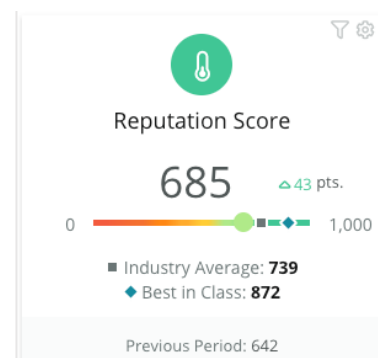 Reputation Score
685 43 pts.
0 1,000
Industry Average: 739
Best in Class: 872
Previous Period: 642